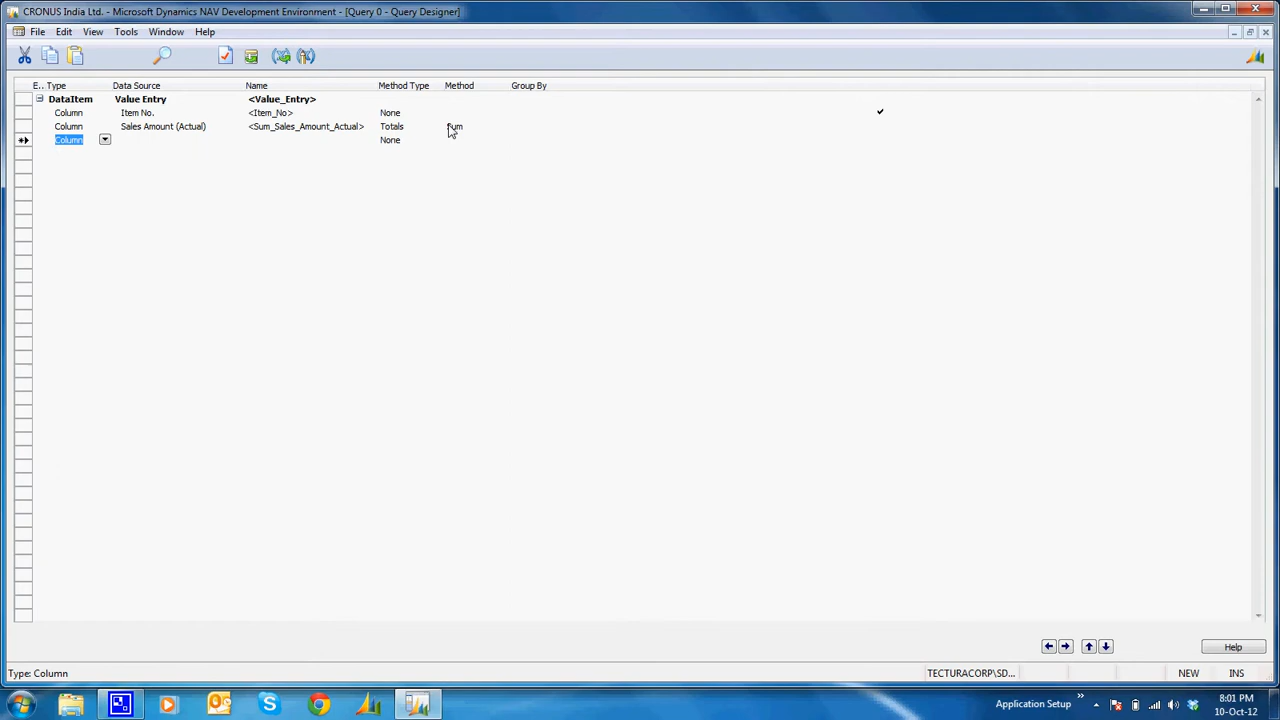 CRONUS India Ltd. - Microsoft Dynamics NAV Development Environment - [Query 0 - Query Designer]
File Edit View Tools Window Help
E.. Type Data Source Name Method Type Method Group By
DataItem Value Entry <Value_Entry>
Column Item No. <Item_No> None
Column Sales Amount (Actual) <Sum_Sales_Amount_Actual> Totals Sum
Column None
Help
Type: Column TECTURACORP\SD... NEW INS
Application Setup
8:01 PM
10-Oct-12